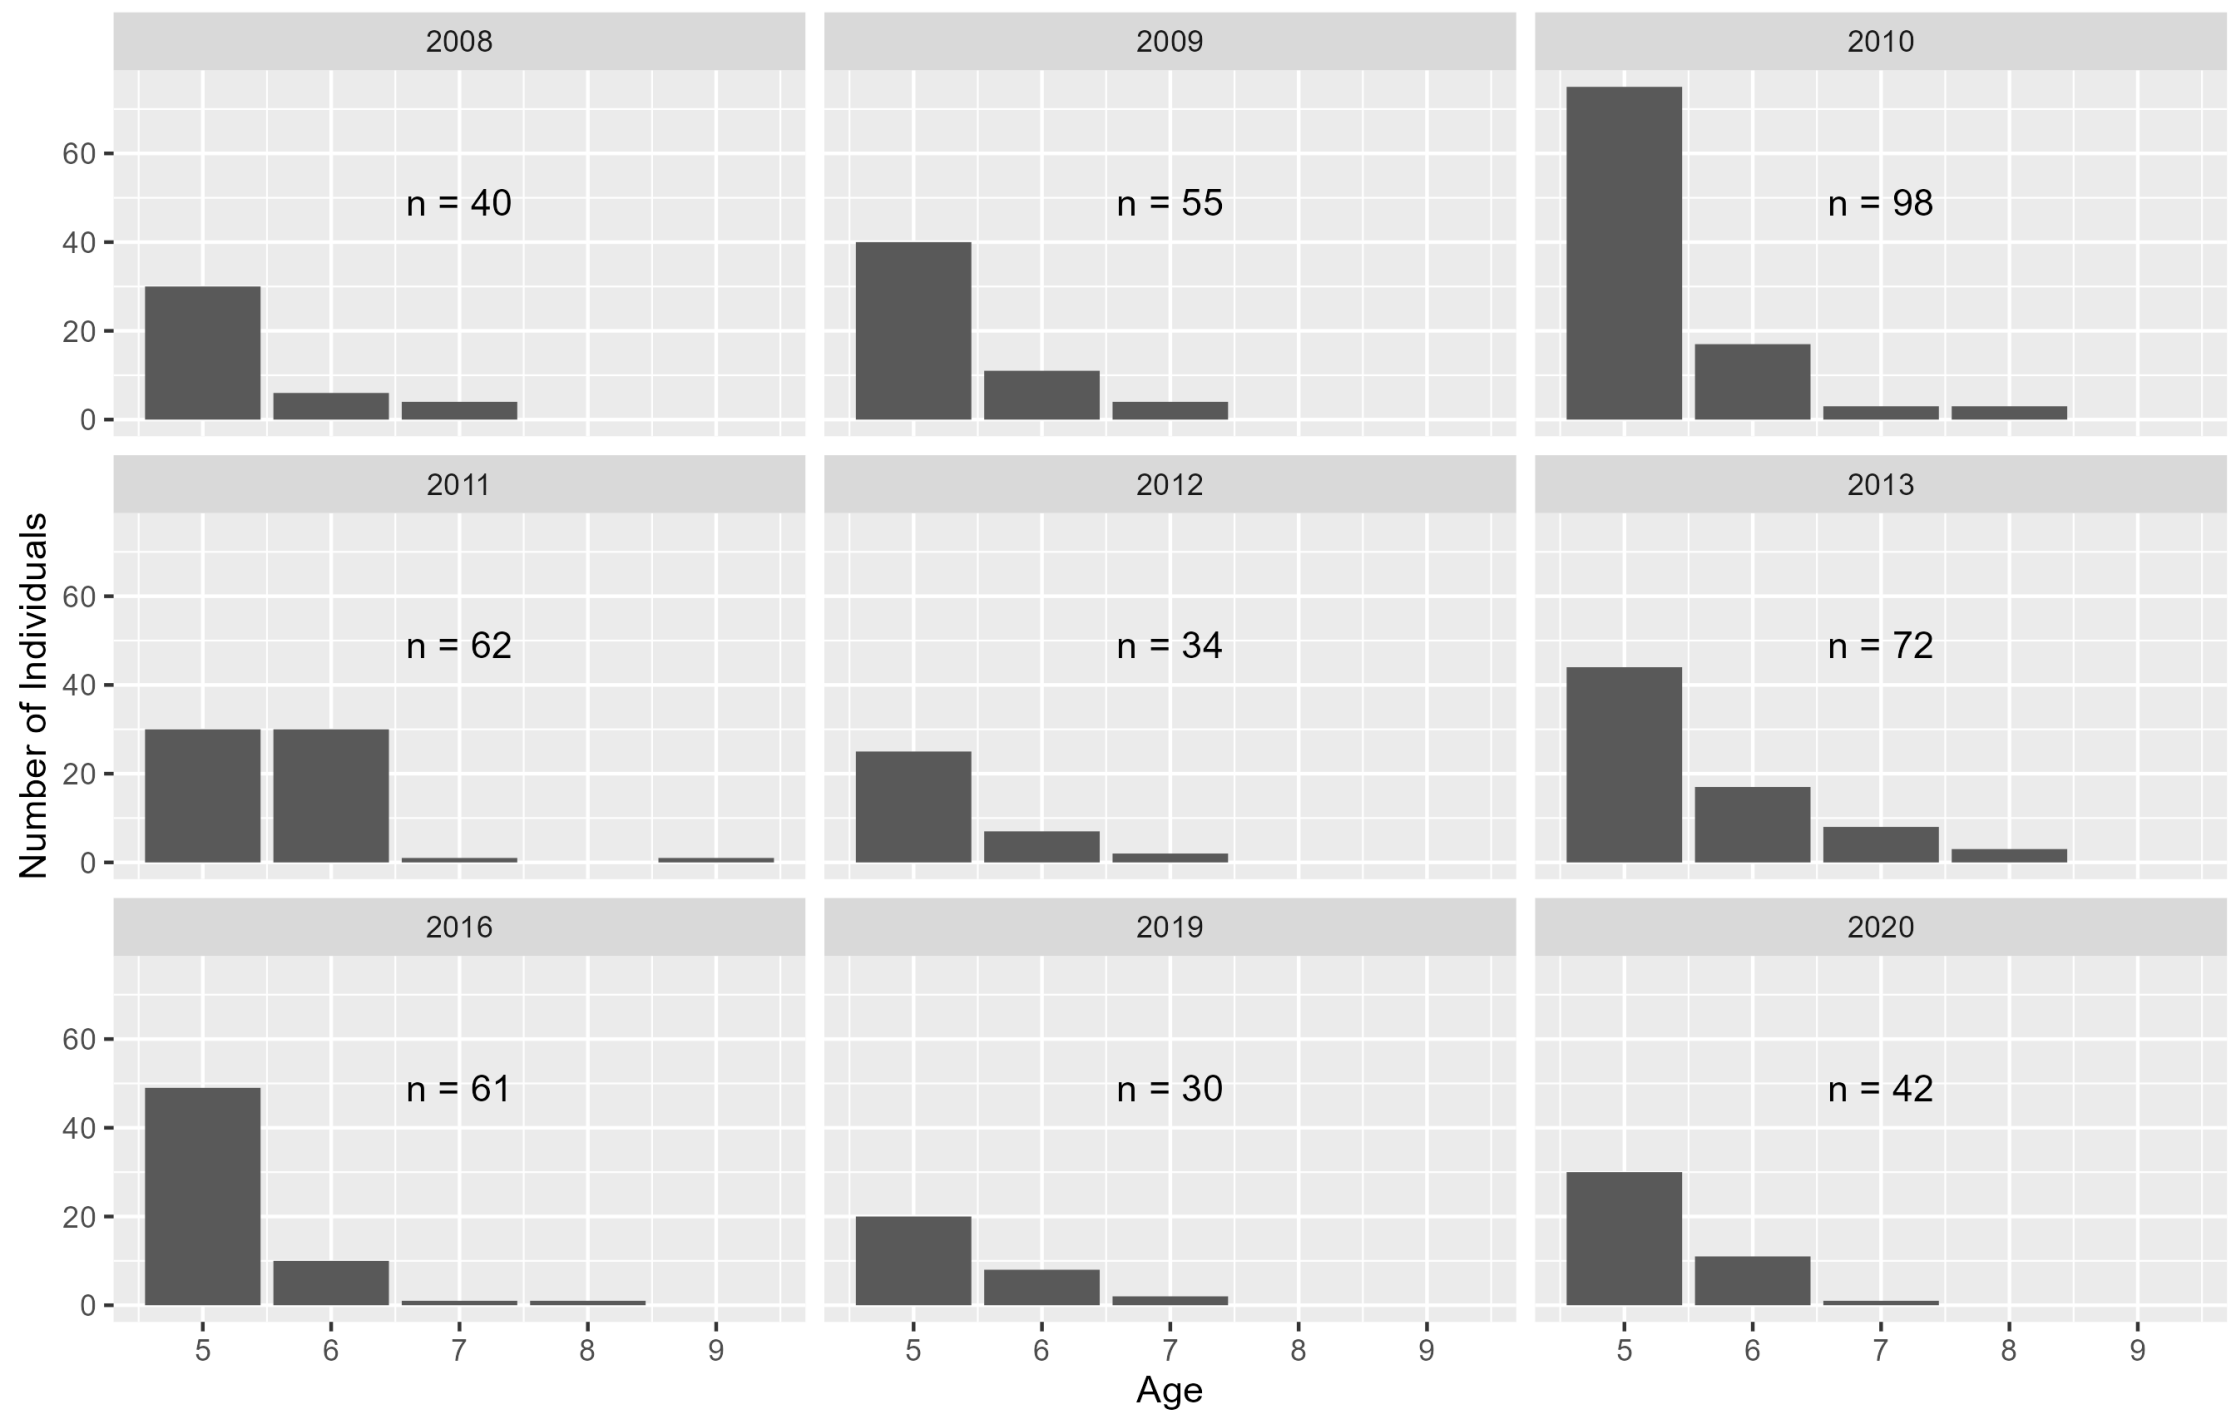 2008 2009 2010
60
40
20
0
n = 40 n = 55 n = 98
2011 2012 2013
Number of Individuals
60
40
20
0
n = 62 n = 34 n = 72
2016 2019 2020
60
40
20
0
n = 61 n = 30 n = 42
5 6 7 8 9 5 6 7 8 9 5 6 7 8 9
Age